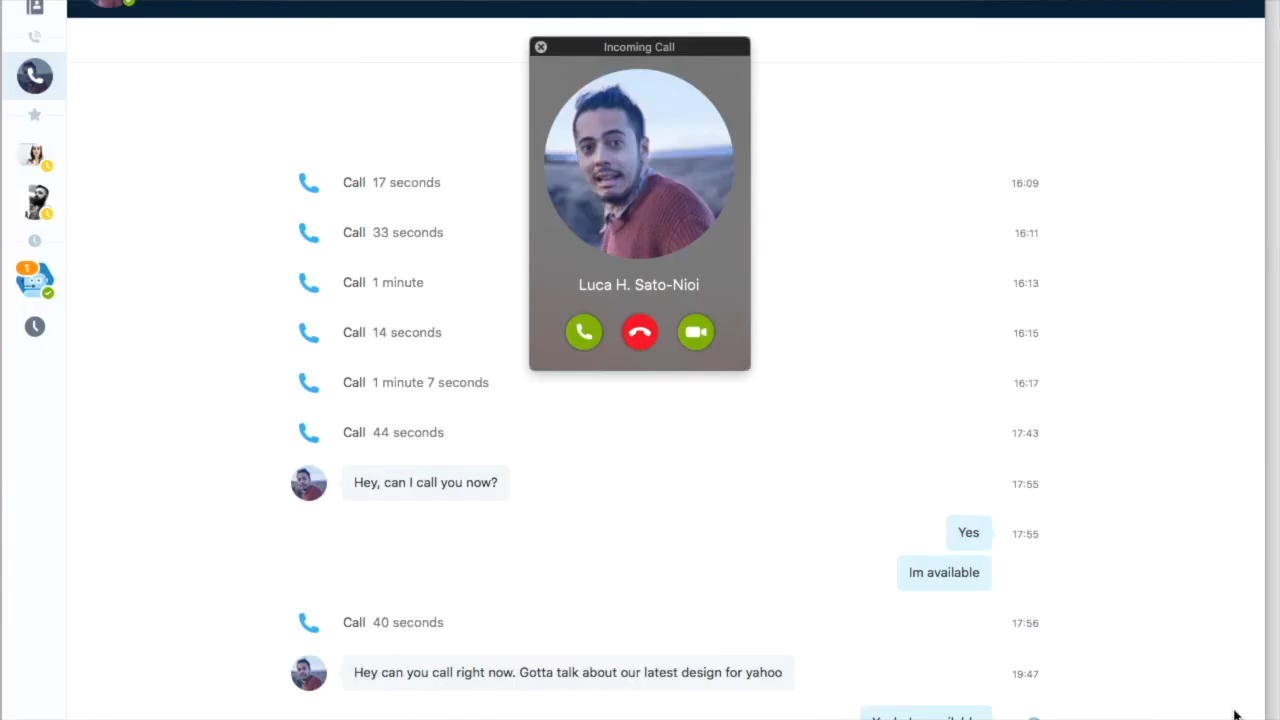 Incoming Call
Luca H. Sato-Nioi
1
Call 17 seconds 16:09
Call 33 seconds 16:11
Call 1 minute 16:13
Call 14 seconds 16:15
Call 1 minute 7 seconds 16:17
Call 44 seconds 17:43
Hey, can I call you now? 17:55
Yes 17:55
Im available
Call 40 seconds 17:56
Hey can you call right now. Gotta talk about our latest design for yahoo 19:47